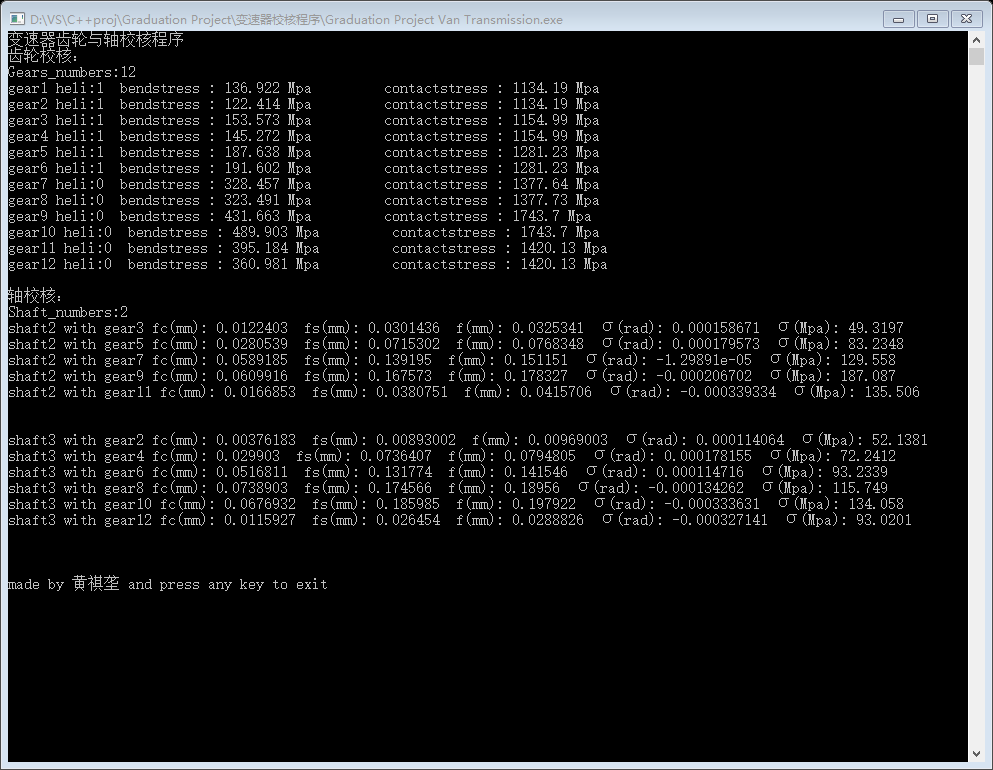 D:\VS\C++proj\Graduation Project\变速器校核程序\Graduation Project Van Transmission.exe
变速器齿轮与轴校核程序
齿轮校核:
Gears_numbers:12
gear1 heli:1  bendstress : 136.922 Mpa         contactstress : 1134.19 Mpa
gear2 heli:1  bendstress : 122.414 Mpa         contactstress : 1134.19 Mpa
gear3 heli:1  bendstress : 153.573 Mpa         contactstress : 1154.99 Mpa
gear4 heli:1  bendstress : 145.272 Mpa         contactstress : 1154.99 Mpa
gear5 heli:1  bendstress : 187.638 Mpa         contactstress : 1281.23 Mpa
gear6 heli:1  bendstress : 191.602 Mpa         contactstress : 1281.23 Mpa
gear7 heli:0  bendstress : 328.457 Mpa         contactstress : 1377.64 Mpa
gear8 heli:0  bendstress : 323.491 Mpa         contactstress : 1377.73 Mpa
gear9 heli:0  bendstress : 431.663 Mpa         contactstress : 1743.7 Mpa
gear10 heli:0  bendstress : 489.903 Mpa         contactstress : 1743.7 Mpa
gear11 heli:0  bendstress : 395.184 Mpa         contactstress : 1420.13 Mpa
gear12 heli:0  bendstress : 360.981 Mpa         contactstress : 1420.13 Mpa
轴校核:
Shaft_numbers:2
shaft2 with gear3 fc(mm): 0.0122403  fs(mm): 0.0301436  f(mm): 0.0325341  σ(rad): 0.000158671  σ(Mpa): 49.3197
shaft2 with gear5 fc(mm): 0.0280539  fs(mm): 0.0715302  f(mm): 0.0768348  σ(rad): 0.000179573  σ(Mpa): 83.2348
shaft2 with gear7 fc(mm): 0.0589185  fs(mm): 0.139195  f(mm): 0.151151  σ(rad): -1.29891e-05  σ(Mpa): 129.558
shaft2 with gear9 fc(mm): 0.0609916  fs(mm): 0.167573  f(mm): 0.178327  σ(rad): -0.000206702  σ(Mpa): 187.087
shaft2 with gear11 fc(mm): 0.0166853  fs(mm): 0.0380751  f(mm): 0.0415706  σ(rad): -0.000339334  σ(Mpa): 135.506
shaft3 with gear2 fc(mm): 0.00376183  fs(mm): 0.00893002  f(mm): 0.00969003  σ(rad): 0.000114064  σ(Mpa): 52.1381
shaft3 with gear4 fc(mm): 0.029903  fs(mm): 0.0736407  f(mm): 0.0794805  σ(rad): 0.000178155  σ(Mpa): 72.2412
shaft3 with gear6 fc(mm): 0.0516811  fs(mm): 0.131774  f(mm): 0.141546  σ(rad): 0.000114716  σ(Mpa): 93.2339
shaft3 with gear8 fc(mm): 0.0738903  fs(mm): 0.174566  f(mm): 0.18956  σ(rad): -0.000134262  σ(Mpa): 115.749
shaft3 with gear10 fc(mm): 0.0676932  fs(mm): 0.185985  f(mm): 0.197922  σ(rad): -0.000333631  σ(Mpa): 134.058
shaft3 with gear12 fc(mm): 0.0115927  fs(mm): 0.026454  f(mm): 0.0288826  σ(rad): -0.000327141  σ(Mpa): 93.0201
made by 黄祺垄 and press any key to exit